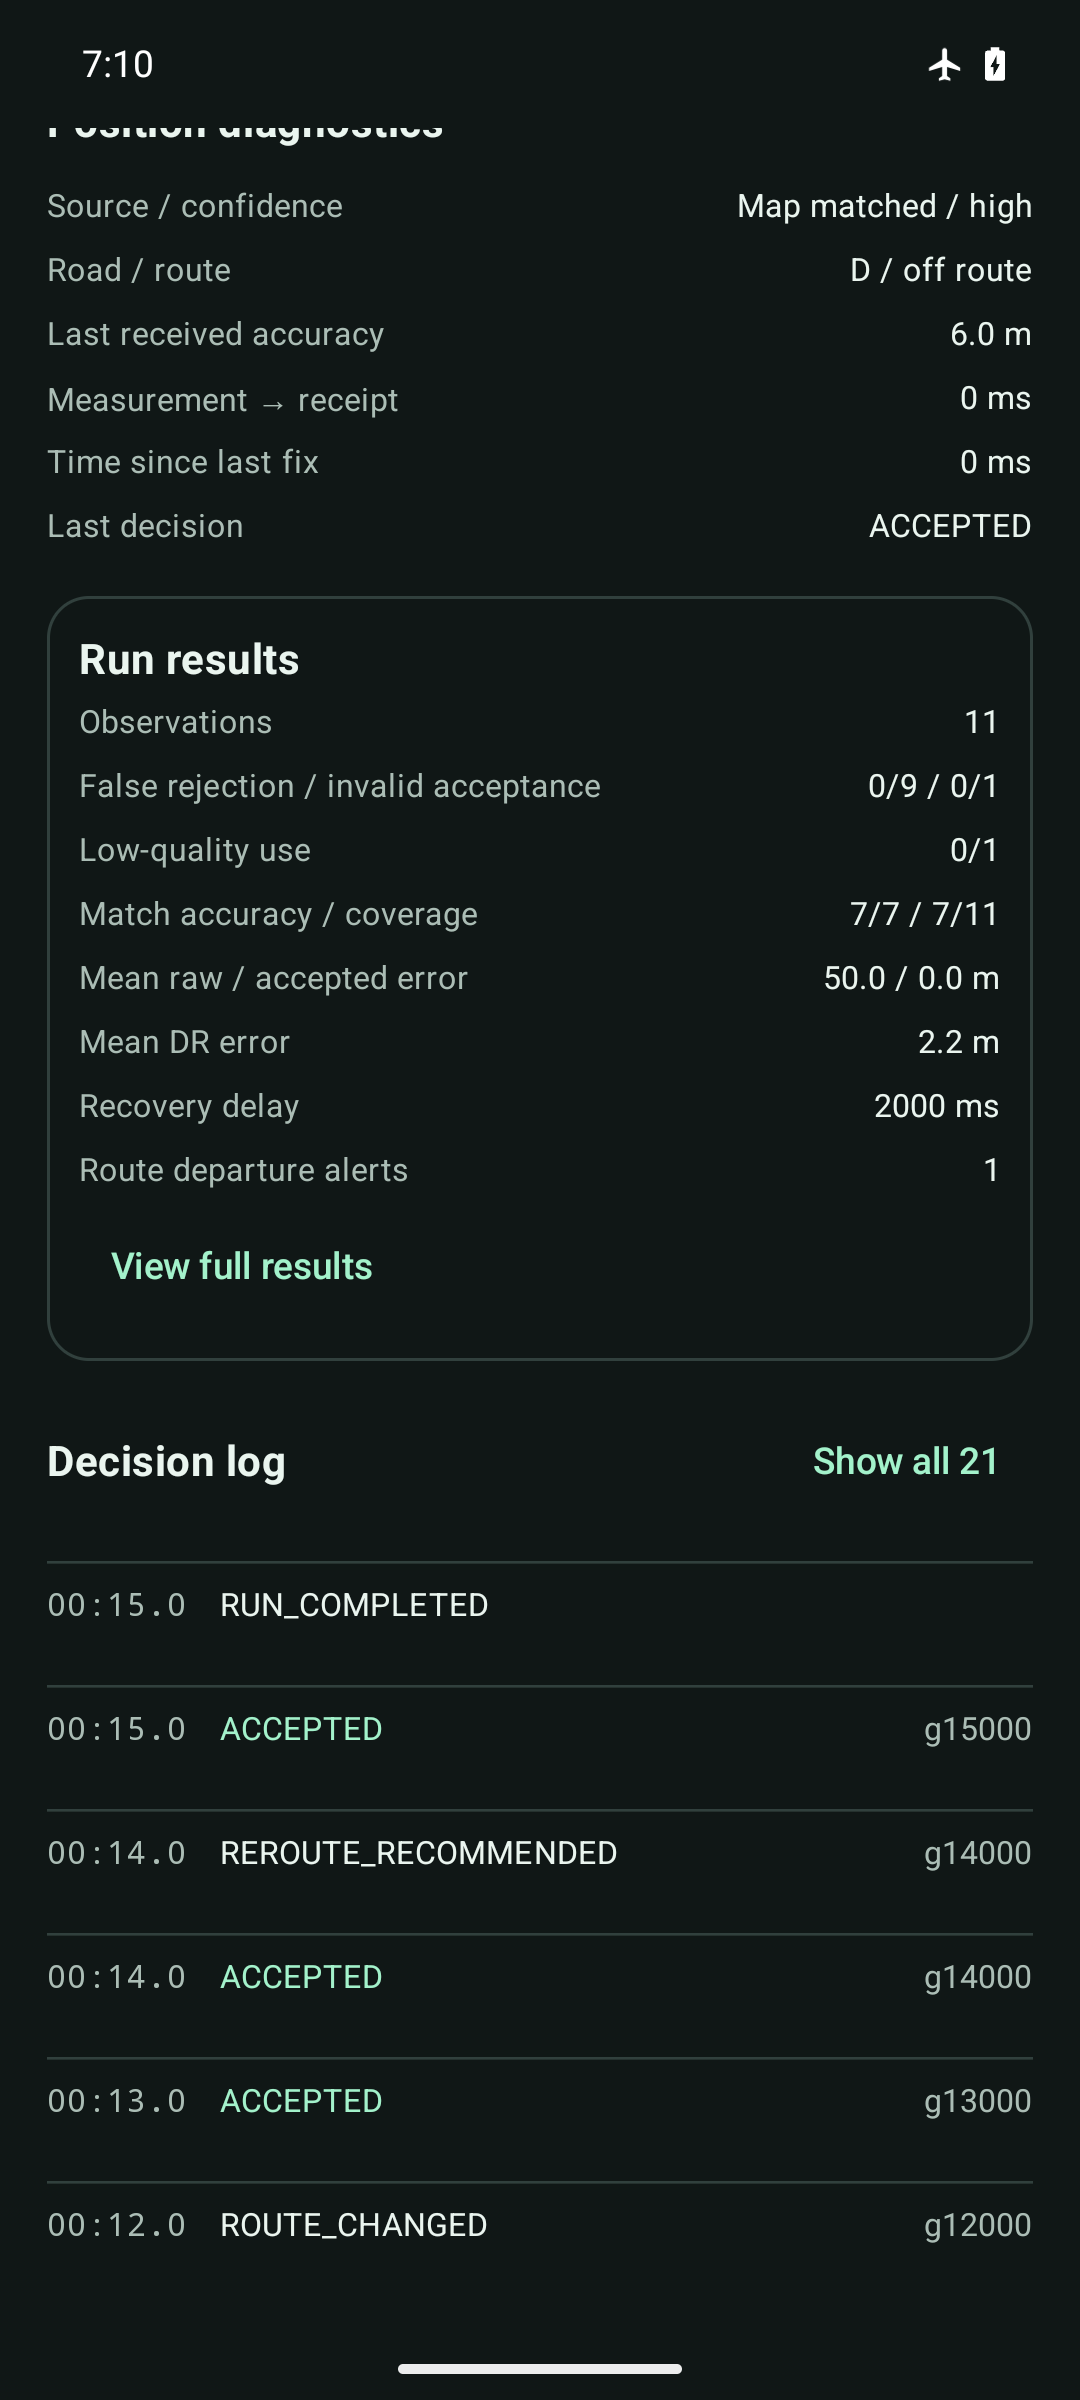 7:10
Position diagnostics
Source / confidence Map matched / high
Road / route D / off route
Last received accuracy 6.0 m
Measurement → receipt 0 ms
Time since last fix 0 ms
Last decision ACCEPTED
Run results
Observations 11
False rejection / invalid acceptance 0/9 / 0/1
Low-quality use 0/1
Match accuracy / coverage 7/7 / 7/11
Mean raw / accepted error 50.0 / 0.0 m
Mean DR error 2.2 m
Recovery delay 2000 ms
Route departure alerts 1
View full results
Decision log Show all 21
00:15.0 RUN_COMPLETED
00:15.0 ACCEPTED g15000
00:14.0 REROUTE_RECOMMENDED g14000
00:14.0 ACCEPTED g14000
00:13.0 ACCEPTED g13000
00:12.0 ROUTE_CHANGED g12000